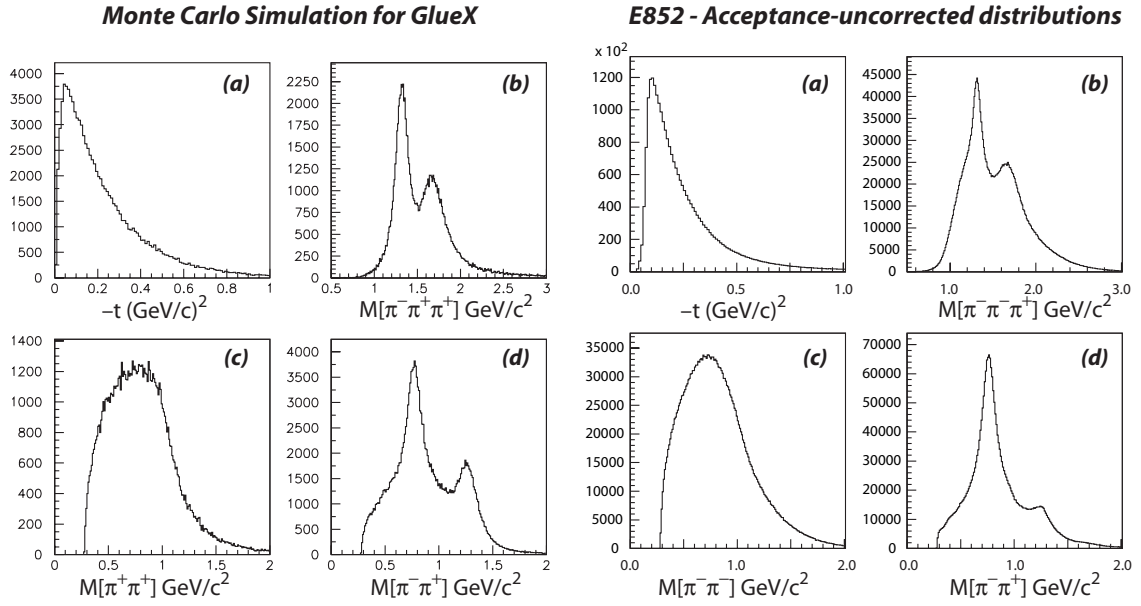 Monte Carlo Simulation for GlueX
E852 - Acceptance-uncorrected distributions
(a)
4000
3500
3000
2500
2000
1500
1000
500
0
0 0.2 0.4 0.6 0.8 1
−t (GeV/c)²
(b)
2250
2000
1750
1500
1250
1000
750
500
250
0
0.5 1 1.5 2 2.5 3
M[π⁻π⁺π⁺] GeV/c²
x 10²
(a)
1200
1000
800
600
400
200
0
0.0 0.5 1.0
−t (GeV/c)²
(b)
45000
40000
35000
30000
25000
20000
15000
10000
5000
0
1.0 2.0 3.0
M[π⁻π⁻π⁺] GeV/c²
(c)
1400
1200
1000
800
600
400
200
0
0 0.5 1 1.5 2
M[π⁺π⁺] GeV/c²
(d)
4000
3500
3000
2500
2000
1500
1000
500
0
0 0.5 1 1.5 2
M[π⁻π⁺] GeV/c²
(c)
35000
30000
25000
20000
15000
10000
5000
0
0.0 1.0 2.0
M[π⁻π⁻] GeV/c²
(d)
70000
60000
50000
40000
30000
20000
10000
0
0.0 1.0 2.0
M[π⁻π⁺] GeV/c²